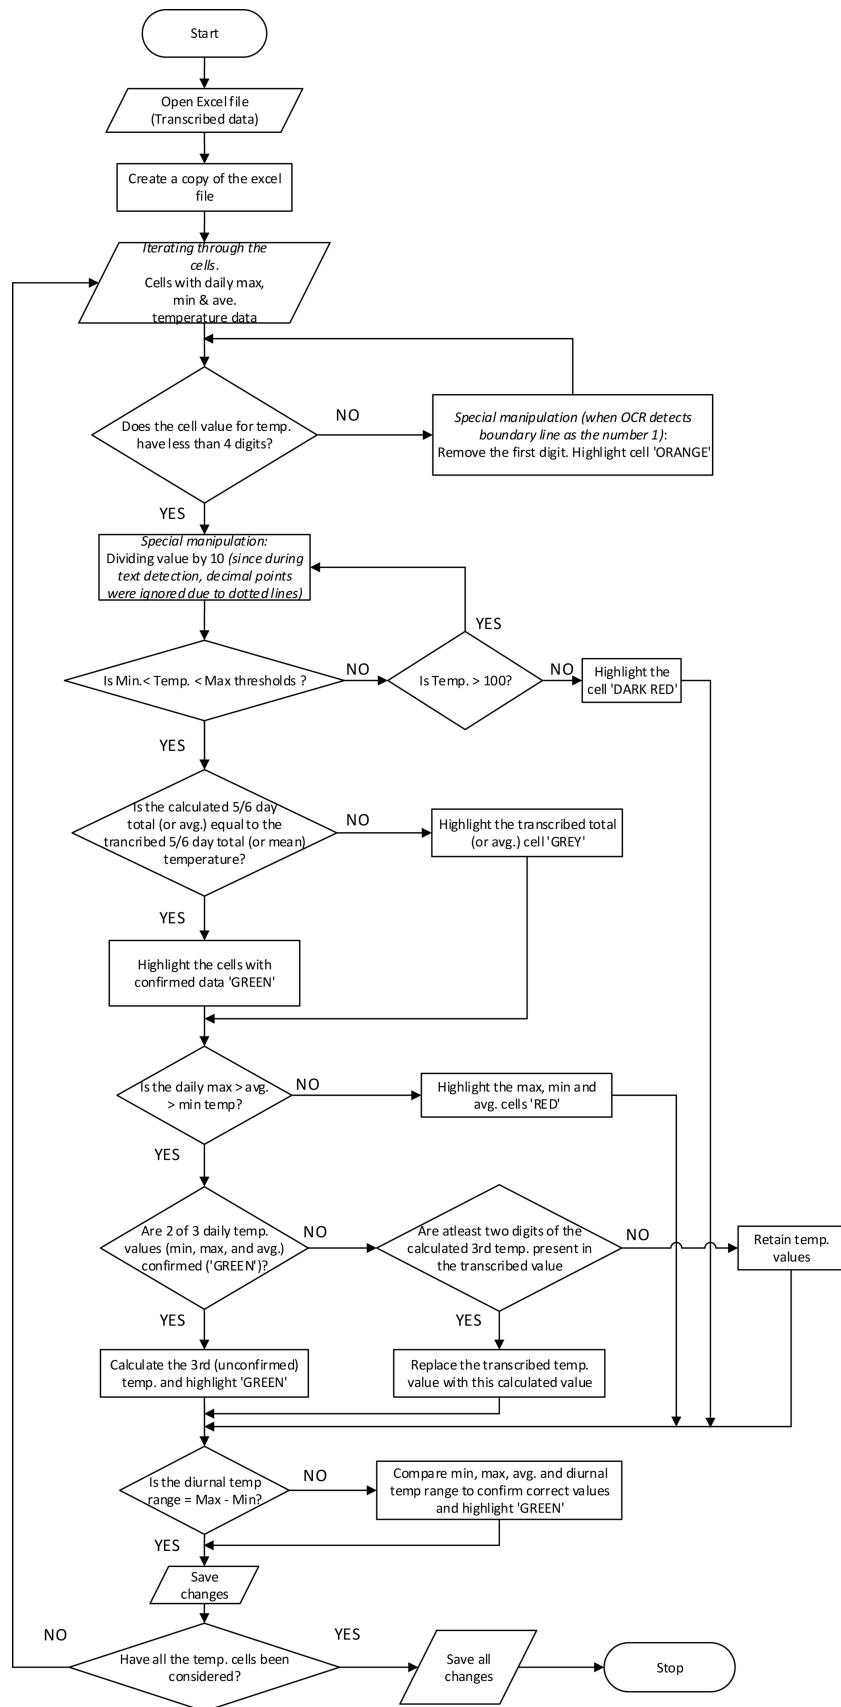 Start
Open Excel file
(Transcribed data)
Create a copy of the excel
file
Iterating through the
cells.
Cells with daily max,
min & ave.
temperature data
Does the cell value for temp.
have less than 4 digits?
NO
Special manipulation (when OCR detects
boundary line as the number 1):
Remove the first digit. Highlight cell 'ORANGE'
YES
Special manipulation:
Dividing value by 10 (since during
text detection, decimal points
were ignored due to dotted lines)
YES
Is Min.< Temp. < Max thresholds ?
NO
Is Temp. > 100?
NO
Highlight the
cell 'DARK RED'
YES
Is the calculated 5/6 day
total (or avg.) equal to the
trancribed 5/6 day total (or mean)
temperature?
NO
Highlight the transcribed total
(or avg.) cell 'GREY'
YES
Highlight the cells with
confirmed data 'GREEN'
Is the daily max > avg.
> min temp?
NO
Highlight the max, min and
avg. cells 'RED'
YES
Are 2 of 3 daily temp.
values (min, max, and avg.)
confirmed ('GREEN')?
NO
Are atleast two digits of the
calculated 3rd temp. present in
the transcribed value
NO
Retain temp.
values
YES
YES
Calculate the 3rd (unconfirmed)
temp. and highlight 'GREEN'
Replace the transcribed temp.
value with this calculated value
Is the diurnal temp
range = Max - Min?
NO
Compare min, max, avg. and diurnal
temp range to confirm correct values
and highlight 'GREEN'
YES
Save
changes
NO
Have all the temp. cells been
considered?
YES
Save all
changes
Stop